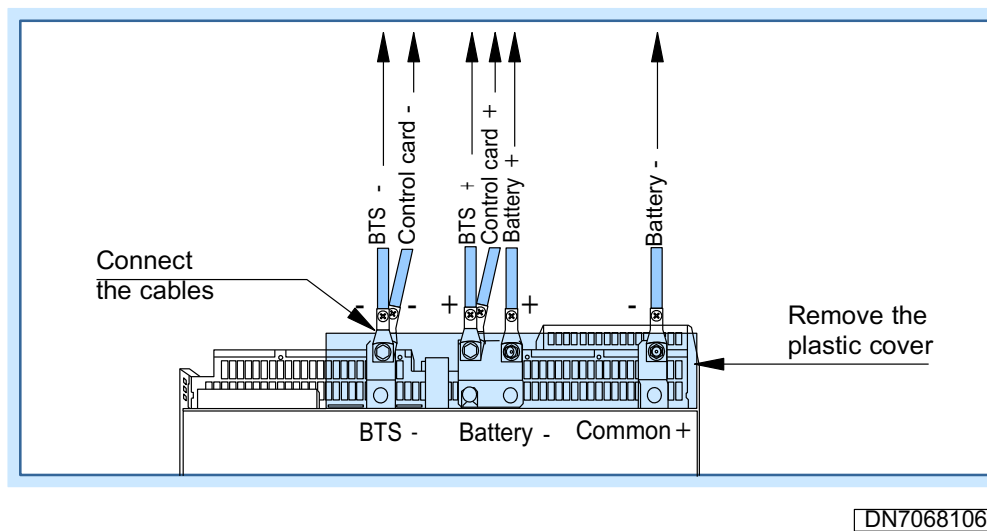 BTS -
Control card -
BTS +
Control card +
Battery +
Battery -
Connect
the cables
- - + + -
Remove the
plastic cover
BTS - Battery - Common +
DN7068106